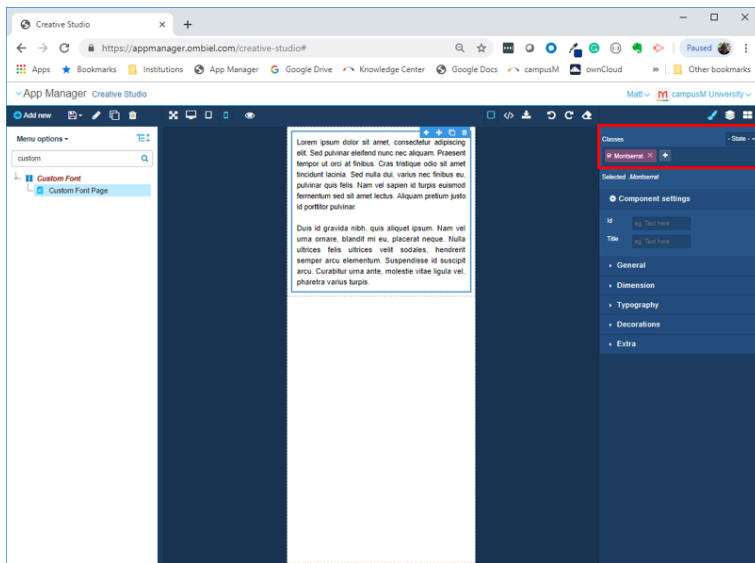 Creative Studio
https://appmanager.ombiel.com/creative-studio#
Paused
Apps Bookmarks Institutions App Manager Google Drive Knowledge Center Google Docs campusM ownCloud » Other bookmarks
App Manager Creative Studio
Matt campusM University
Add new
Menu options
custom
Custom Font
Custom Font Page
Lorem ipsum dolor sit amet, consectetur adipiscing
elit. Sed pulvinar eleifend nunc nec aliquam. Praesent
tempor ut orci at finibus. Cras tristique odio sit amet
tincidunt lacinia. Sed nulla dui, varius nec finibus eu,
pulvinar quis felis. Nam vel sapien id turpis euismod
fermentum sed sit amet lectus. Aliquam pretium justo
id porttitor pulvinar.
Duis id gravida nibh, quis aliquet ipsum. Nam vel
urna ornare, blandit mi eu, placerat neque. Nulla
ultrices felis ultrices velit sodales, hendrerit
semper arcu elementum. Suspendisse id suscipit
arcu. Curabitur urna ante, molestie vitae ligula vel,
pharetra varius turpis.
Classes
- State -
Montserrat
Selected .Montserrat
Component settings
Id
eg. Text here
Title
eg. Text here
General
Dimension
Typography
Decorations
Extra